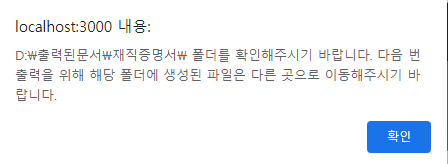 localhost:3000 내용:
D:₩출력된문서₩재직증명서₩ 폴더를 확인해주시기 바랍니다. 다음 번
출력을 위해 해당 폴더에 생성된 파일은 다른 곳으로 이동해주시기 바
랍니다.
확인